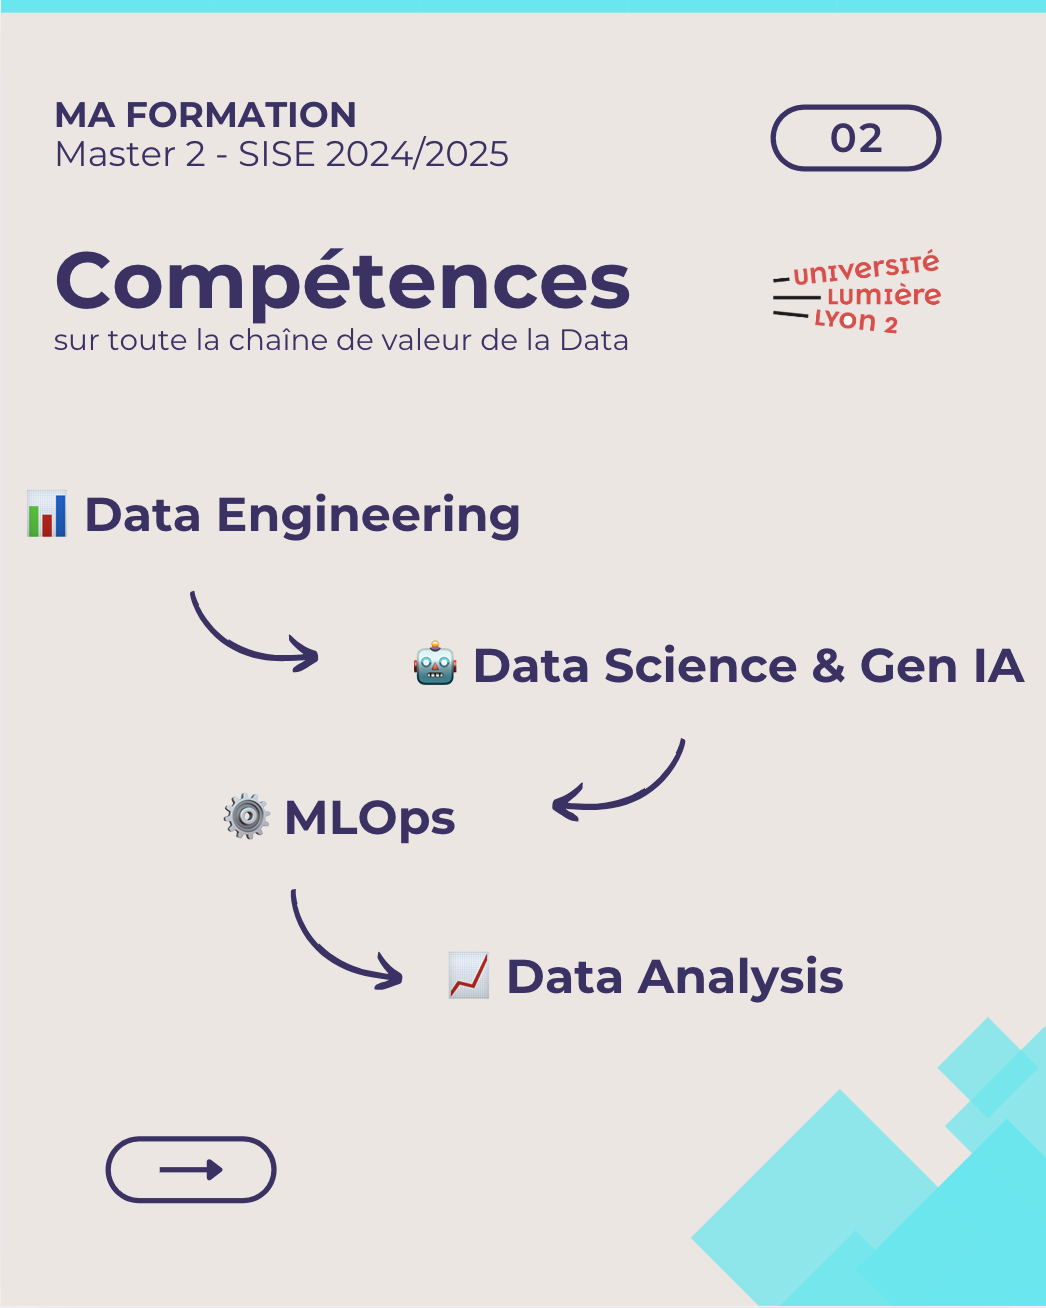 MA FORMATION
Master 2 - SISE 2024/2025
02
Compétences
sur toute la chaîne de valeur de la Data
Université
Lumière
Lyon 2
Data Engineering
Data Science & Gen IA
MLOps
Data Analysis